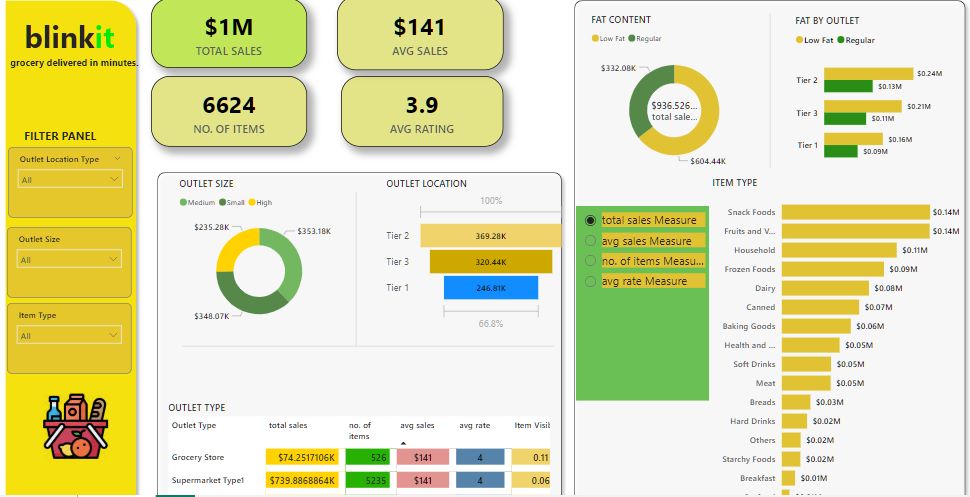 blinkit
grocery delivered in minutes.
FILTER PANEL
Outlet Location Type
All
Outlet Size
All
Item Type
All
$1M
TOTAL SALES
$141
AVG SALES
6624
NO. OF ITEMS
3.9
AVG RATING
OUTLET SIZE
Medium Small High
$235.28K
$353.18K
$348.07K
OUTLET LOCATION
100%
Tier 2 369.28K
Tier 3 320.44K
Tier 1 246.81K
66.8%
OUTLET TYPE
Outlet Type total sales no. of items avg sales avg rate Item Visib
Grocery Store $74.2517106K 526 $141 4 0.11
Supermarket Type1 $739.8868864K 5235 $141 4 0.06
FAT CONTENT
Low Fat Regular
$332.08K
$936.526...
total sale...
$604.44K
FAT BY OUTLET
Low Fat Regular
Tier 2 $0.24M
$0.13M
Tier 3 $0.21M
$0.11M
Tier 1 $0.16M
$0.09M
ITEM TYPE
total sales Measure
avg sales Measure
no. of items Measu...
avg rate Measure
Snack Foods $0.14M
Fruits and V... $0.14M
Household $0.11M
Frozen Foods $0.09M
Dairy $0.08M
Canned $0.07M
Baking Goods $0.06M
Health and ... $0.05M
Soft Drinks $0.05M
Meat $0.05M
Breads $0.03M
Hard Drinks $0.02M
Others $0.02M
Starchy Foods $0.02M
Breakfast $0.01M